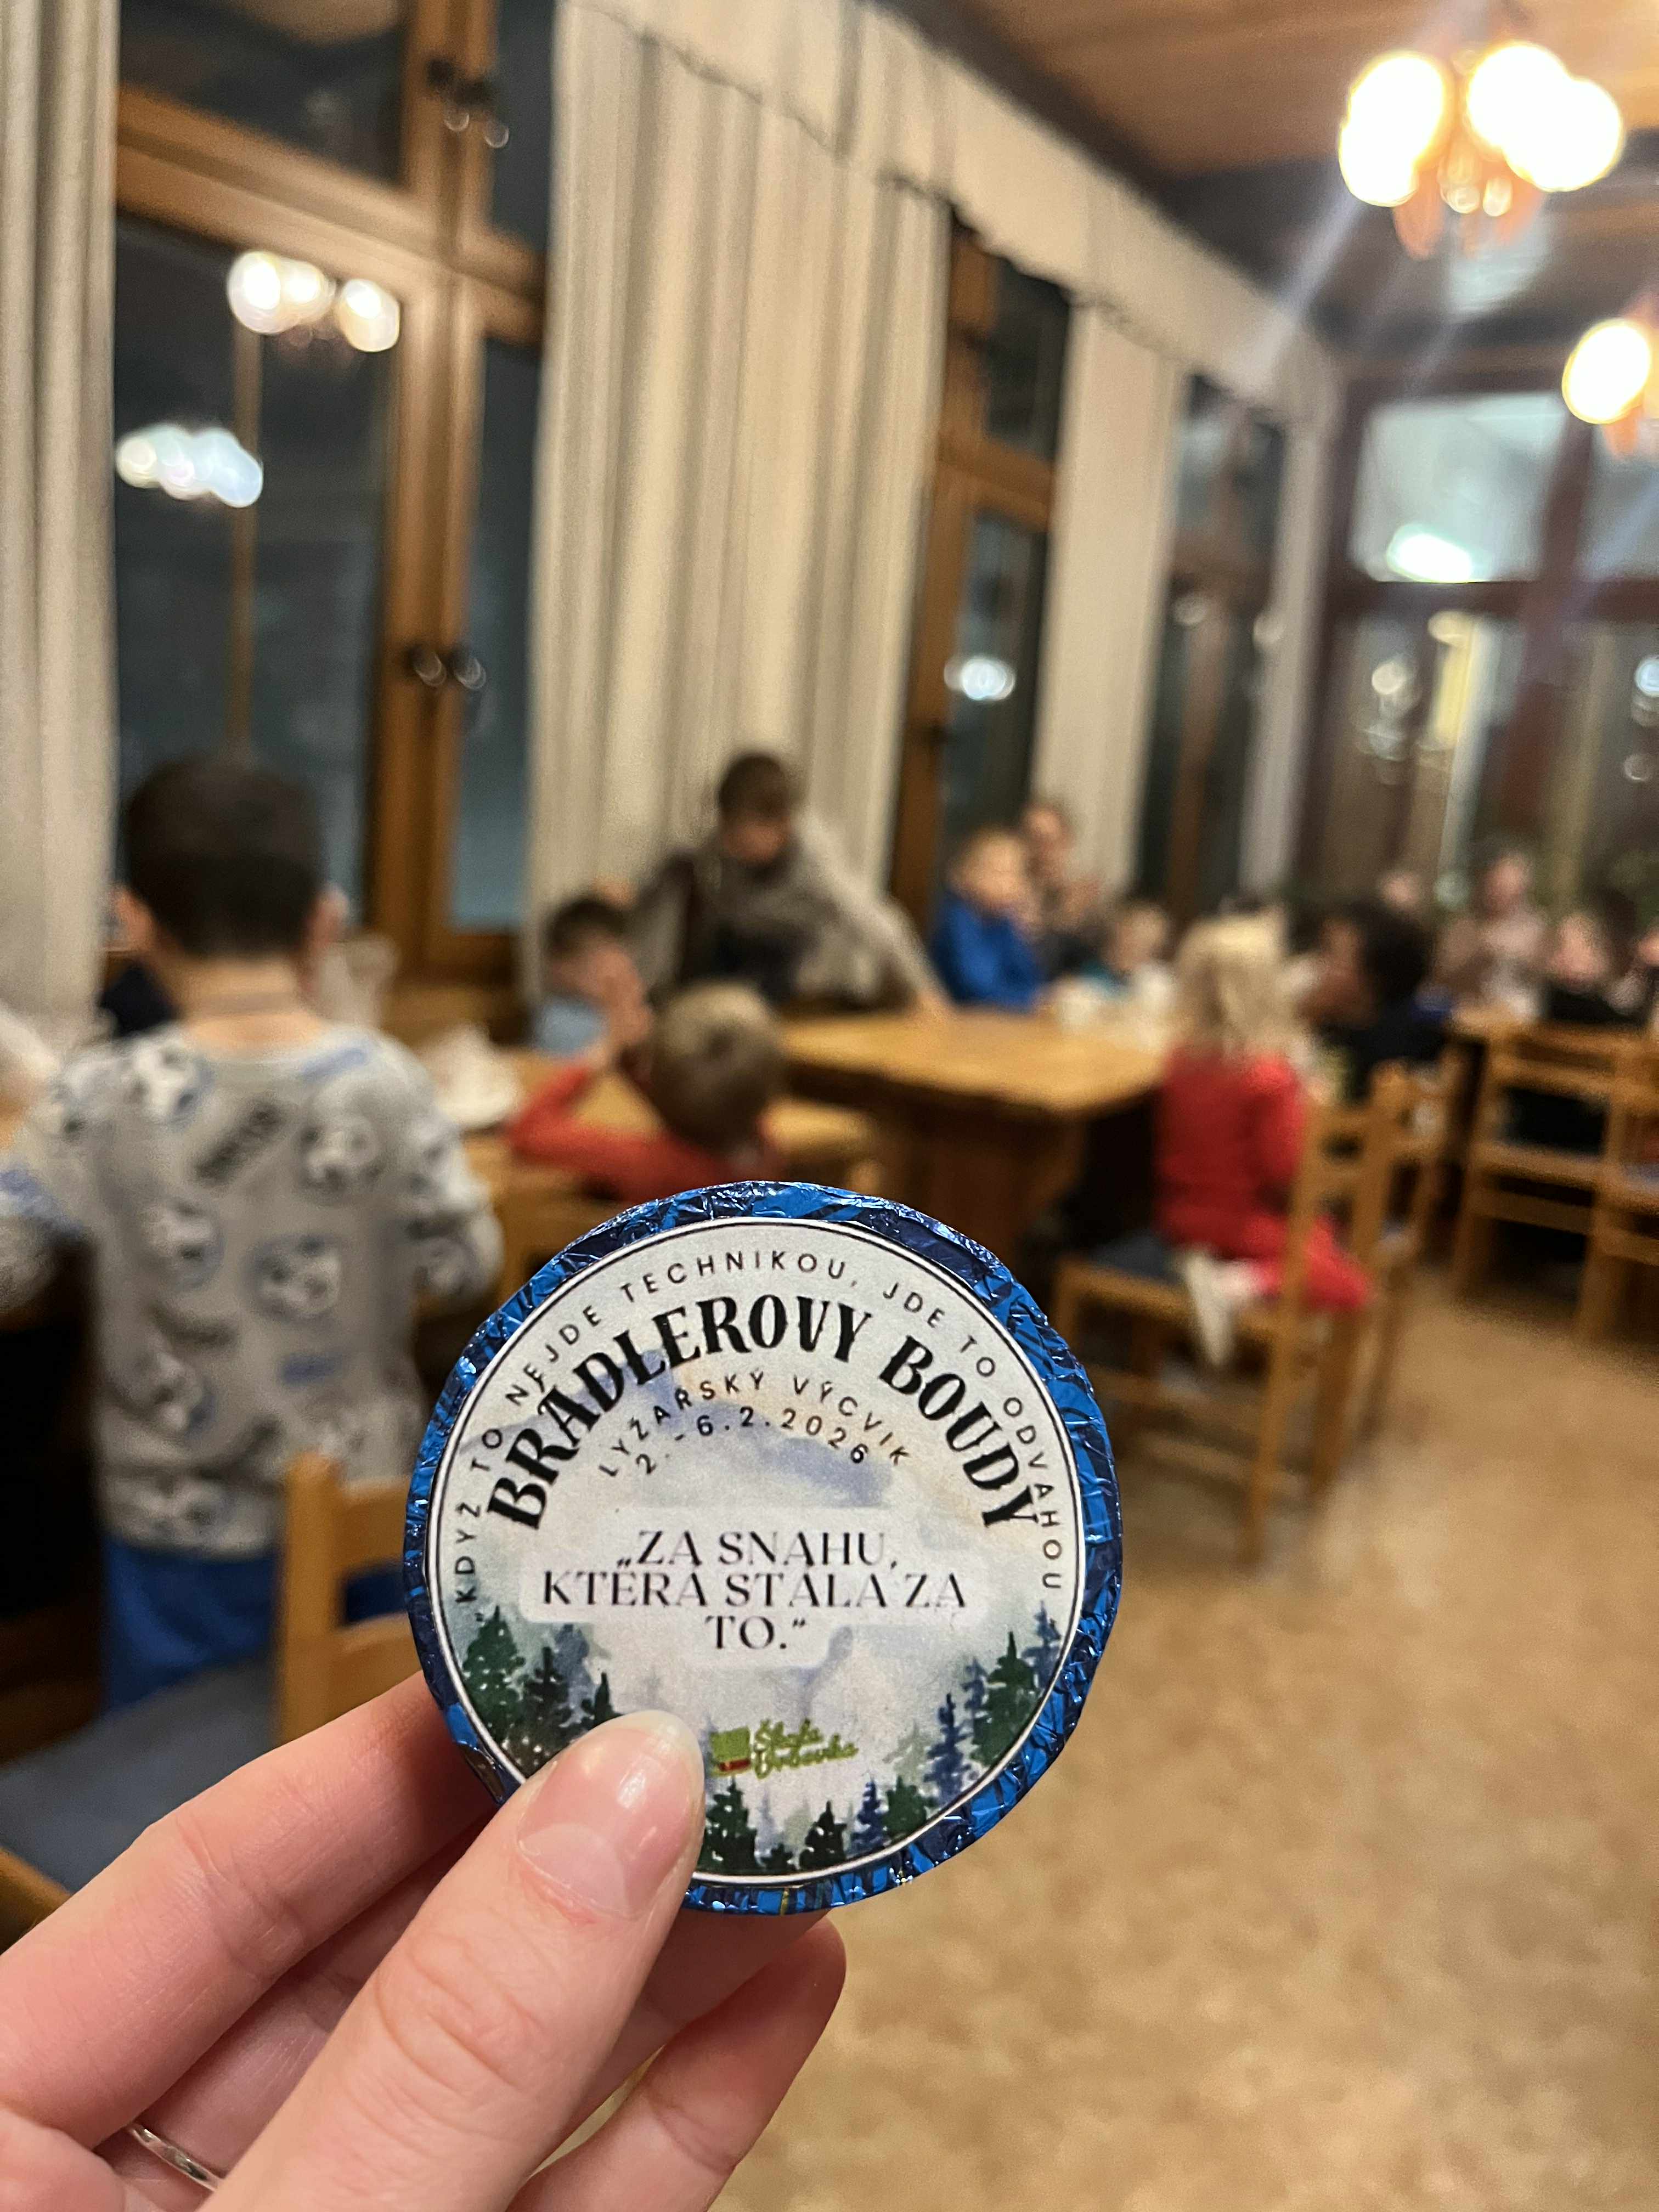 "KDYŽ TO NEJDE TECHNIKOU, JDE TO ODVAHOU
BRÁDLEROVY BOUDY
LYŽAŘSKÝ VÝCVIK
2. - 6.2.2026
„ZA SNAHU,
KTERÁ STÁLA ZA
TO.“
Škola